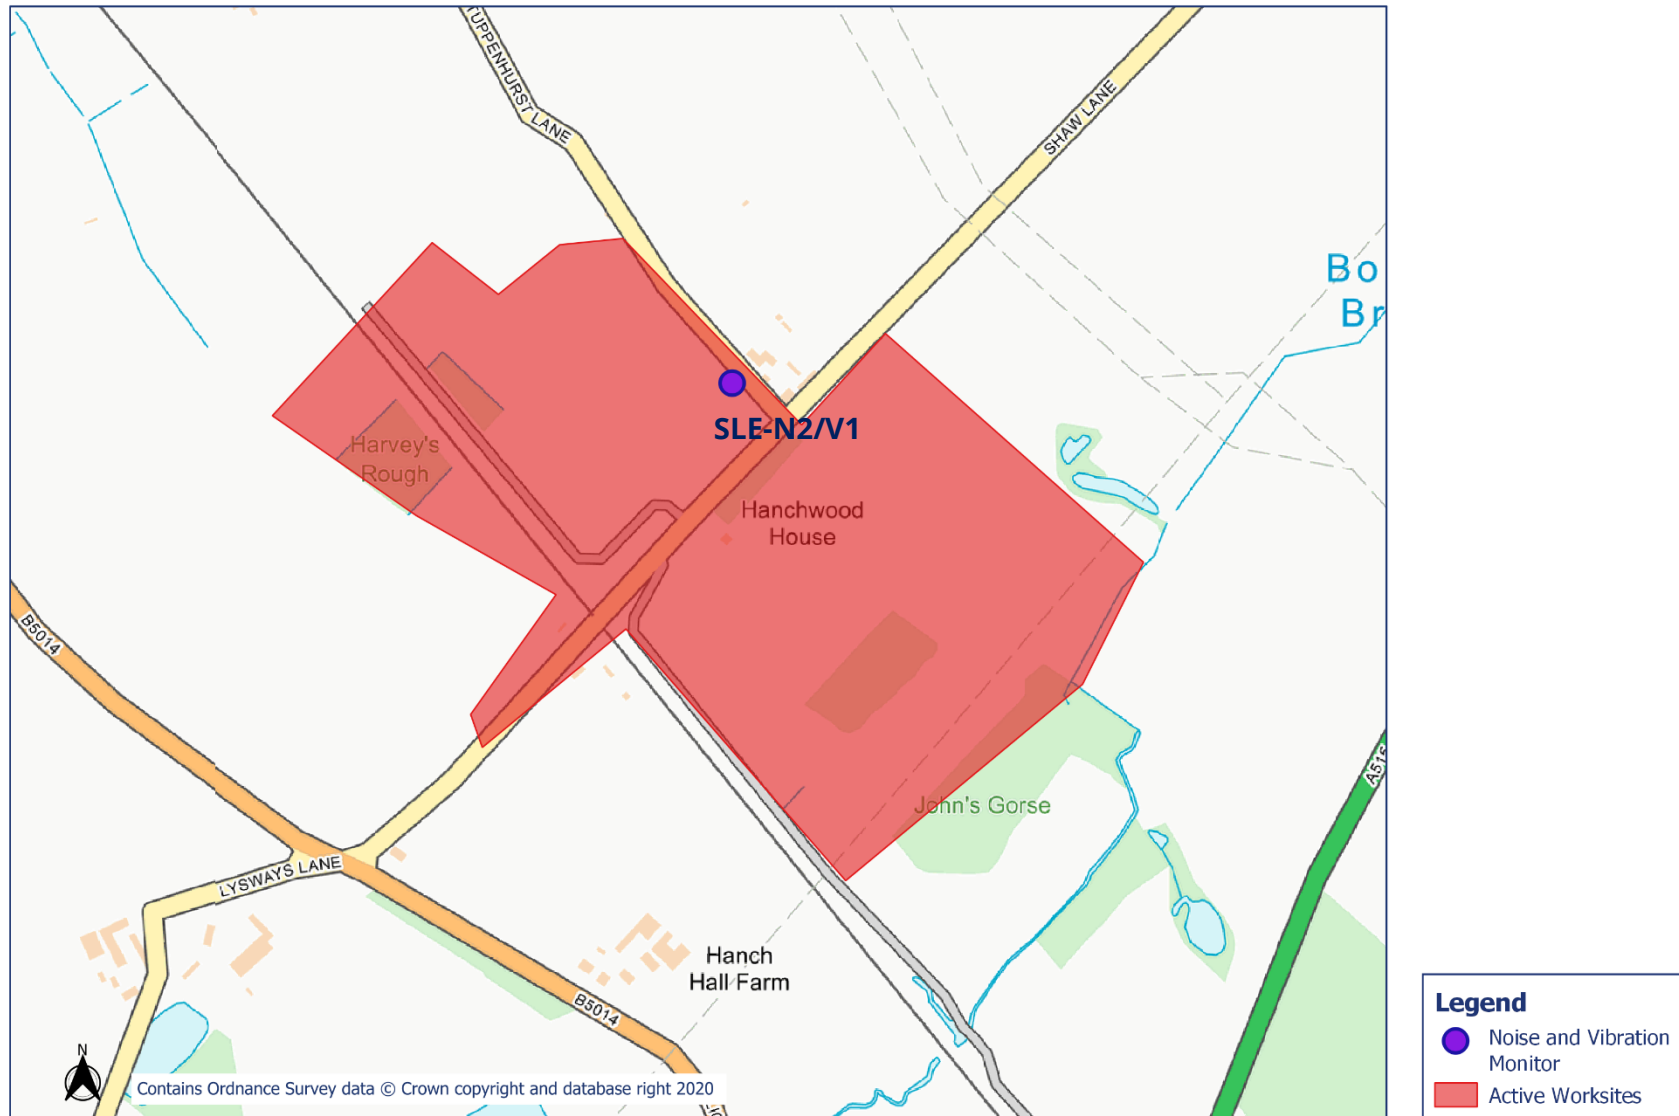 TUPPENHURST LANE
SHAW LANE
Bo
Br
SLE-N2/V1
Harvey's
Rough
Hanchwood
House
B5014
A515
John's Gorse
LYSWAYS LANE
Hanch
Hall Farm
B5014
N
Contains Ordnance Survey data © Crown copyright and database right 2020
Legend
Noise and Vibration
Monitor
Active Worksites